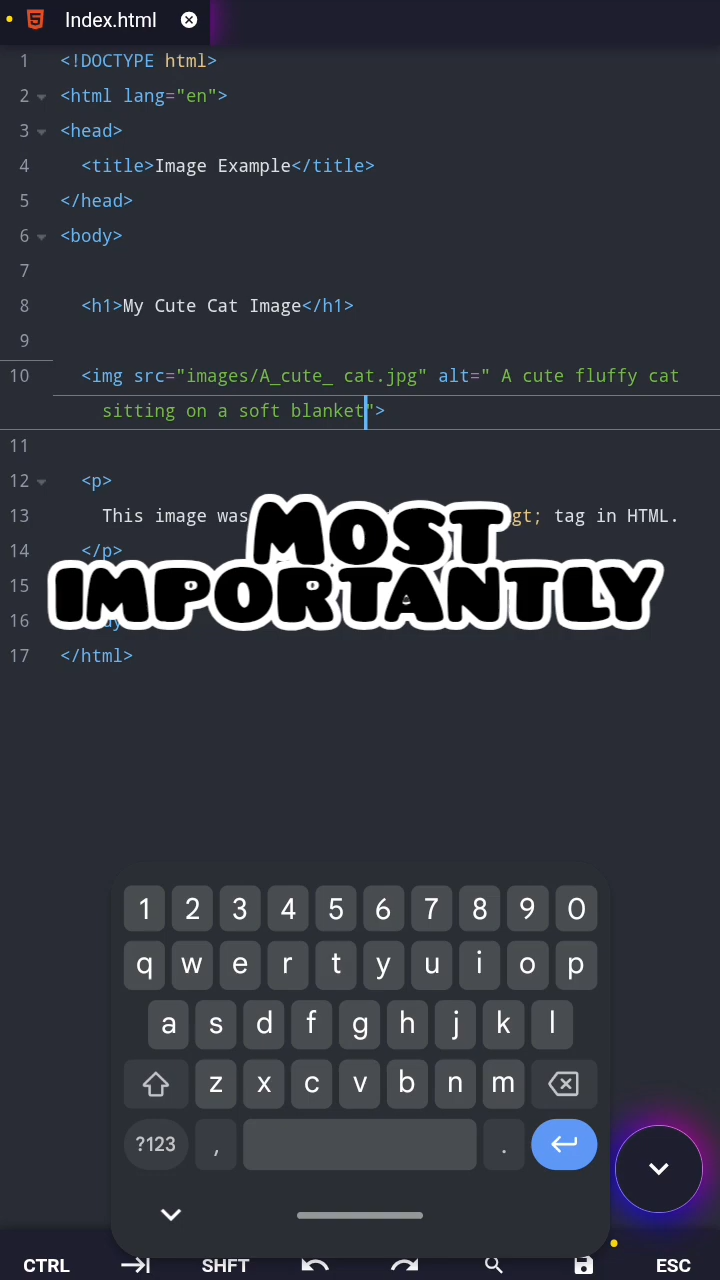 Index.html
1 <!DOCTYPE html>
2 <html lang="en">
3 <head>
4 <title>Image Example</title>
5 </head>
6 <body>
7
8 <h1>My Cute Cat Image</h1>
9
10 <img src="images/A_cute_ cat.jpg" alt=" A cute fluffy cat
sitting on a soft blanket">
11
12 <p>
13 This image was gt; tag in HTML.
Most
14 </p>
importantly
15
16
17 </html>
1 2 3 4 5 6 7 8 9 0
q w e r t y u i o p
a s d f g h j k l
z x c v b n m
?123 , .
CTRL SHFT ESC